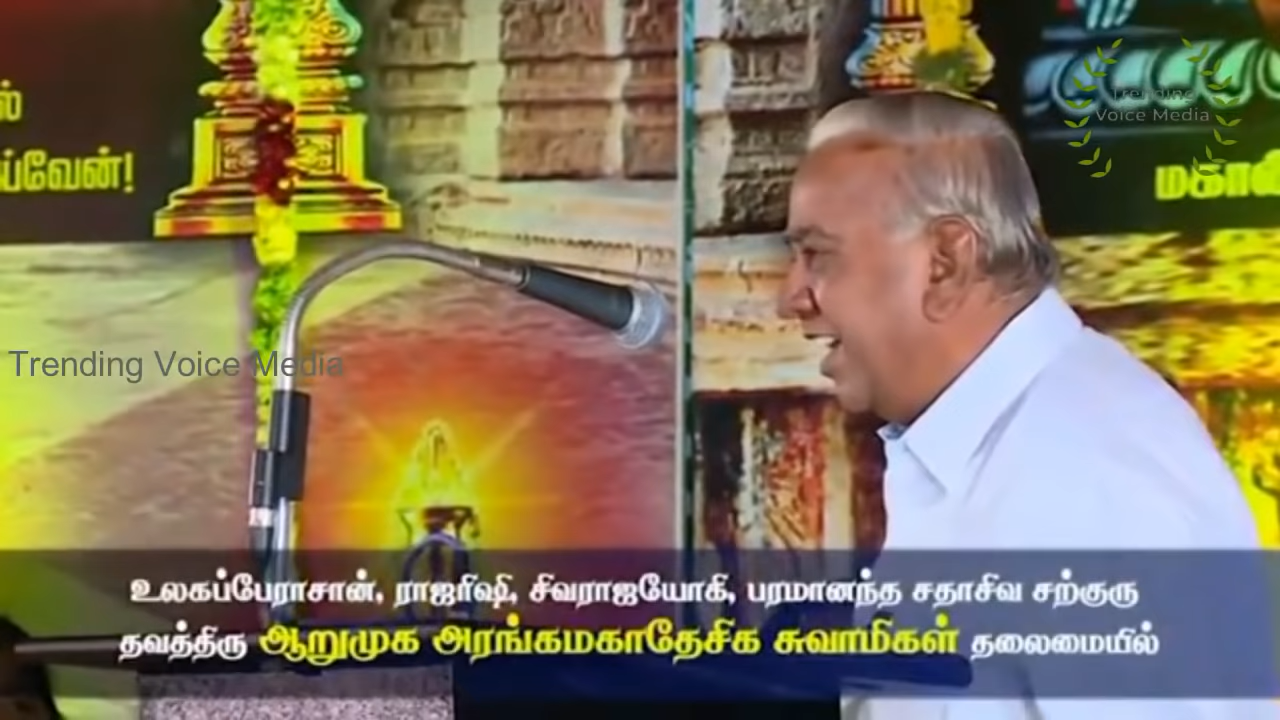 Trending
Voice Media
Trending Voice Media
உலகப்பேராசான், ராஜரிஷி, சிவராஜயோகி, பரமானந்த சதாசிவ சற்குரு
தவத்திரு ஆறுமுக அரங்கமகாதேசிக சுவாமிகள் தலைமையில்